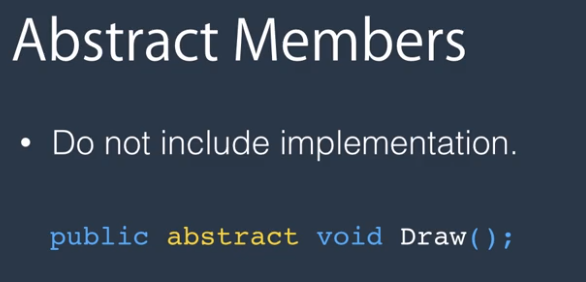 Abstract Members
• Do not include implementation.
public abstract void Draw();